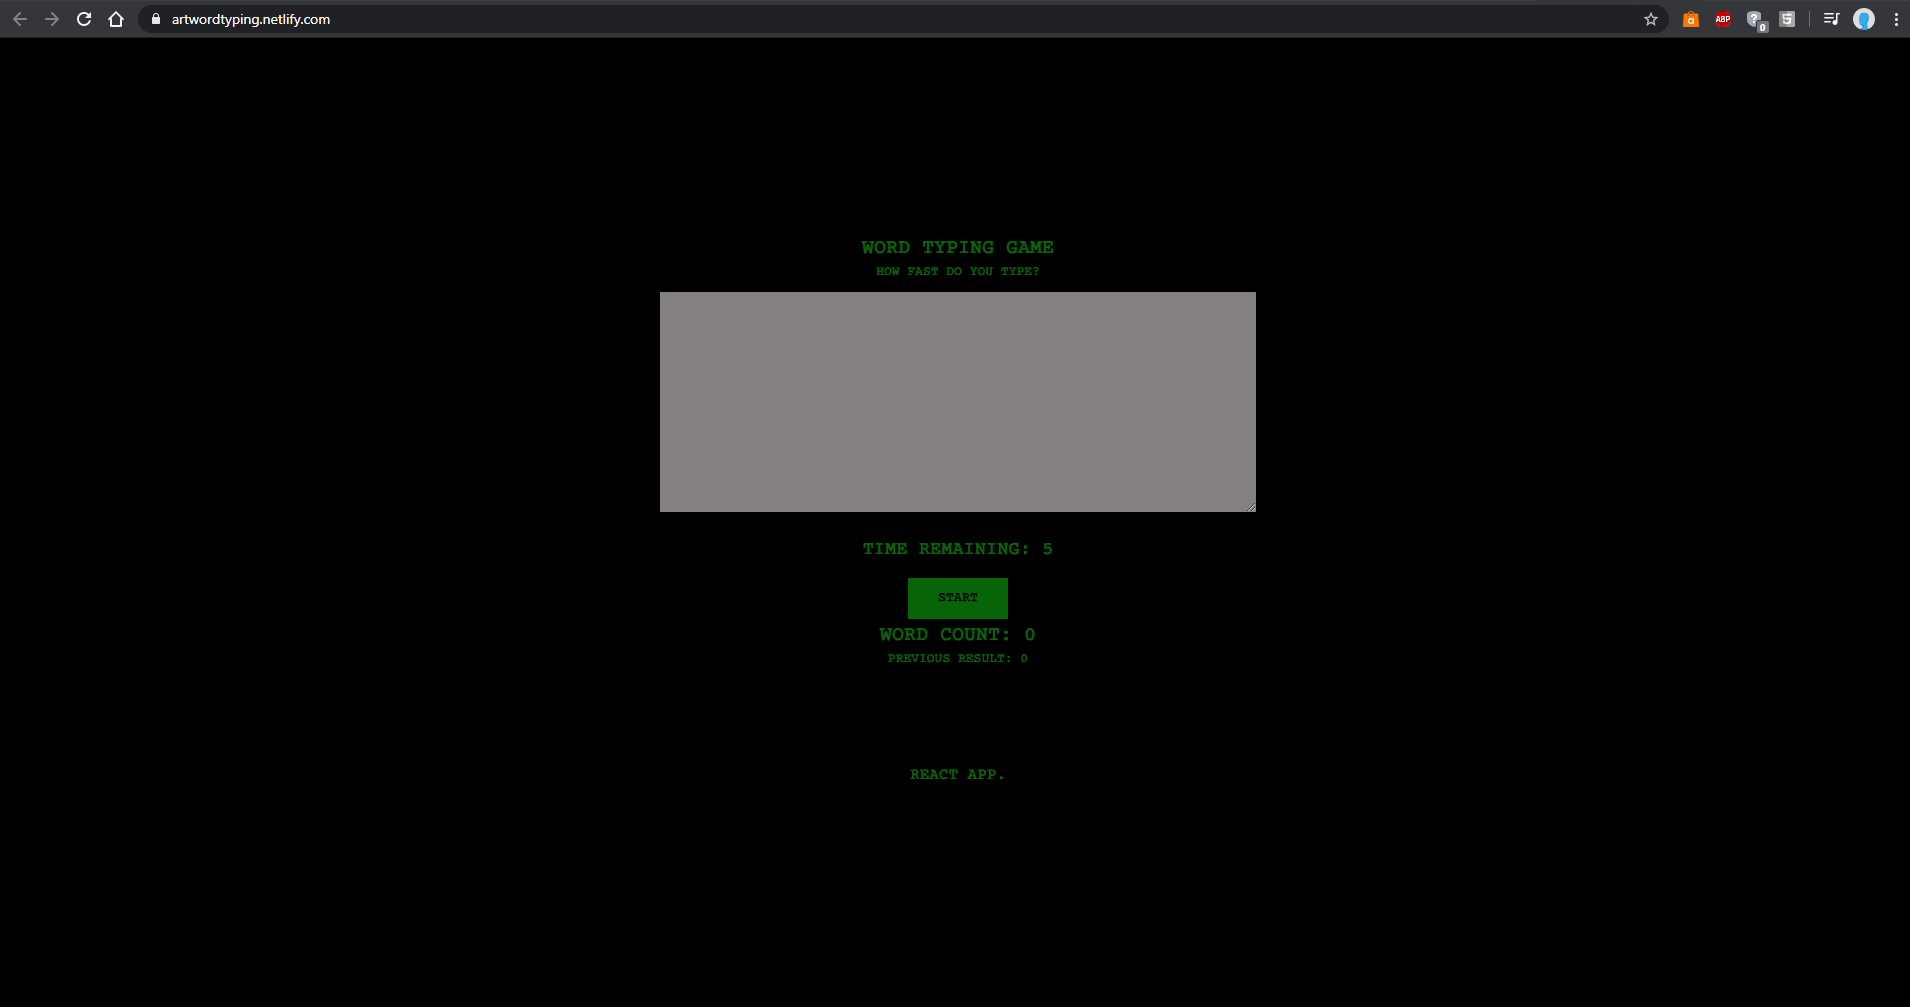 artwordtyping.netlify.com
ABP
0
WORD TYPING GAME
HOW FAST DO YOU TYPE?
TIME REMAINING: 5
START
WORD COUNT: 0
PREVIOUS RESULT: 0
REACT APP.